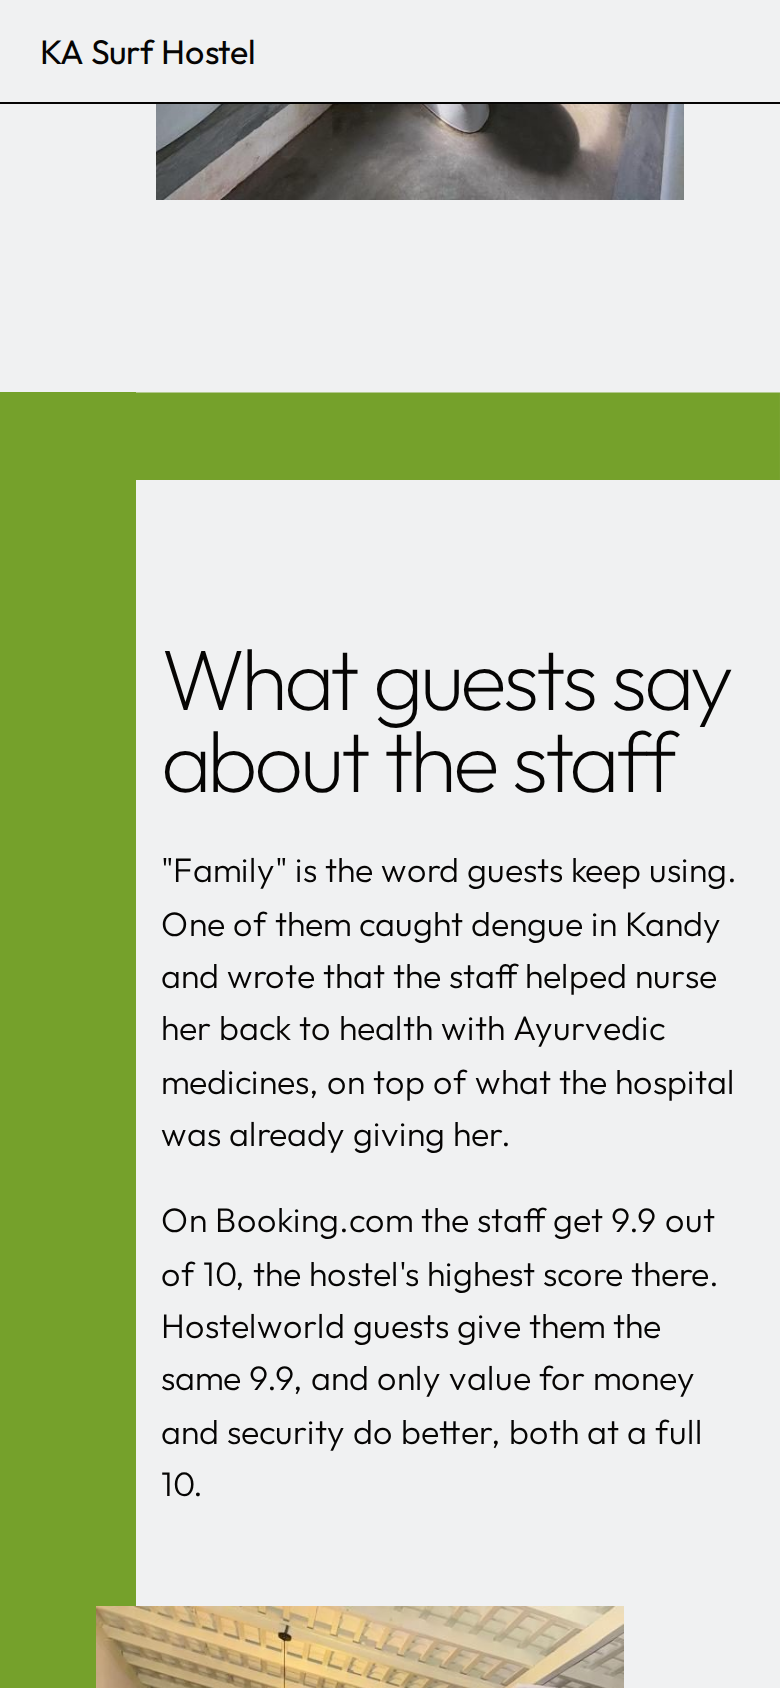 KA Surf Hostel
What guests say
about the staff
"Family" is the word guests keep using.
One of them caught dengue in Kandy
and wrote that the staff helped nurse
her back to health with Ayurvedic
medicines, on top of what the hospital
was already giving her.
On Booking.com the staff get 9.9 out
of 10, the hostel's highest score there.
Hostelworld guests give them the
same 9.9, and only value for money
and security do better, both at a full
10.